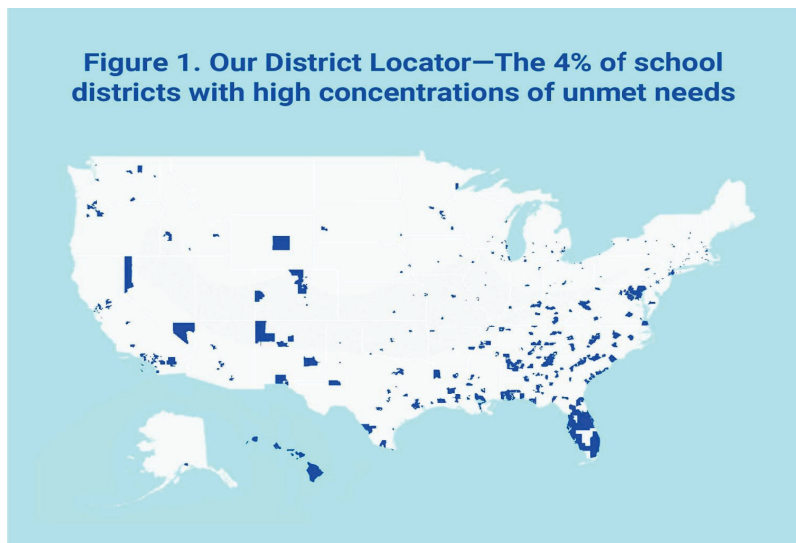 Figure 1. Our District Locator—The 4% of school
districts with high concentrations of unmet needs